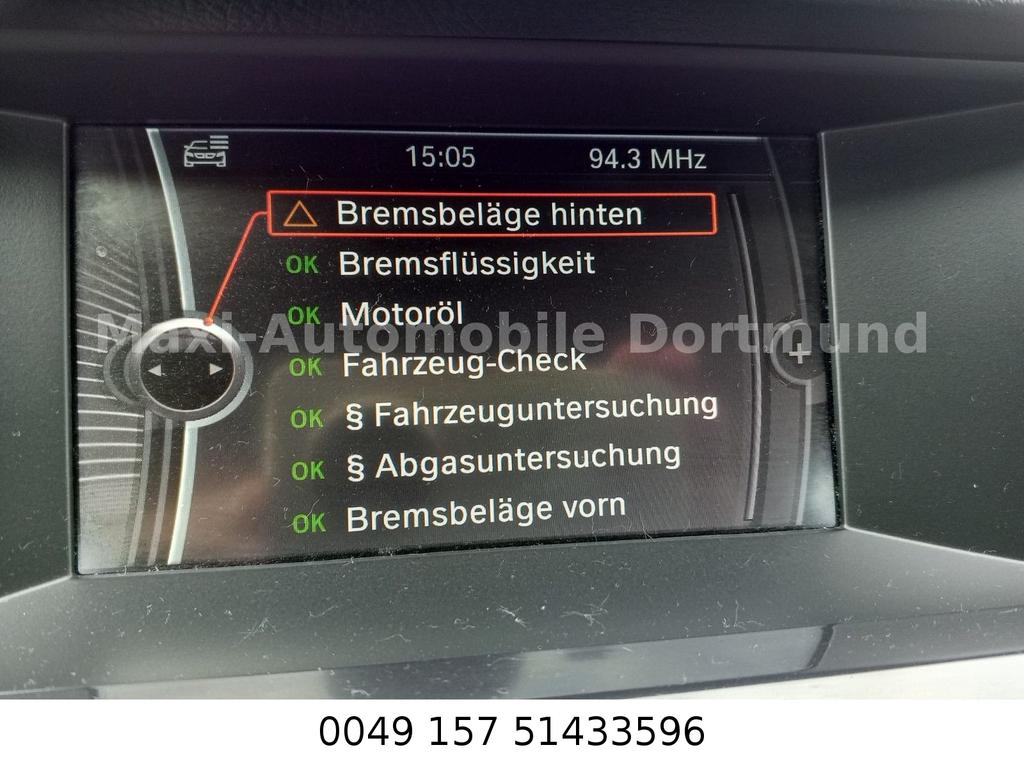 15:05 94.3 MHz
Bremsbeläge hinten
OK Bremsflüssigkeit
OK Motoröl
Maxi-Automobile Dortmund
OK Fahrzeug-Check
OK § Fahrzeuguntersuchung
OK § Abgasuntersuchung
OK Bremsbeläge vorn
0049 157 51433596